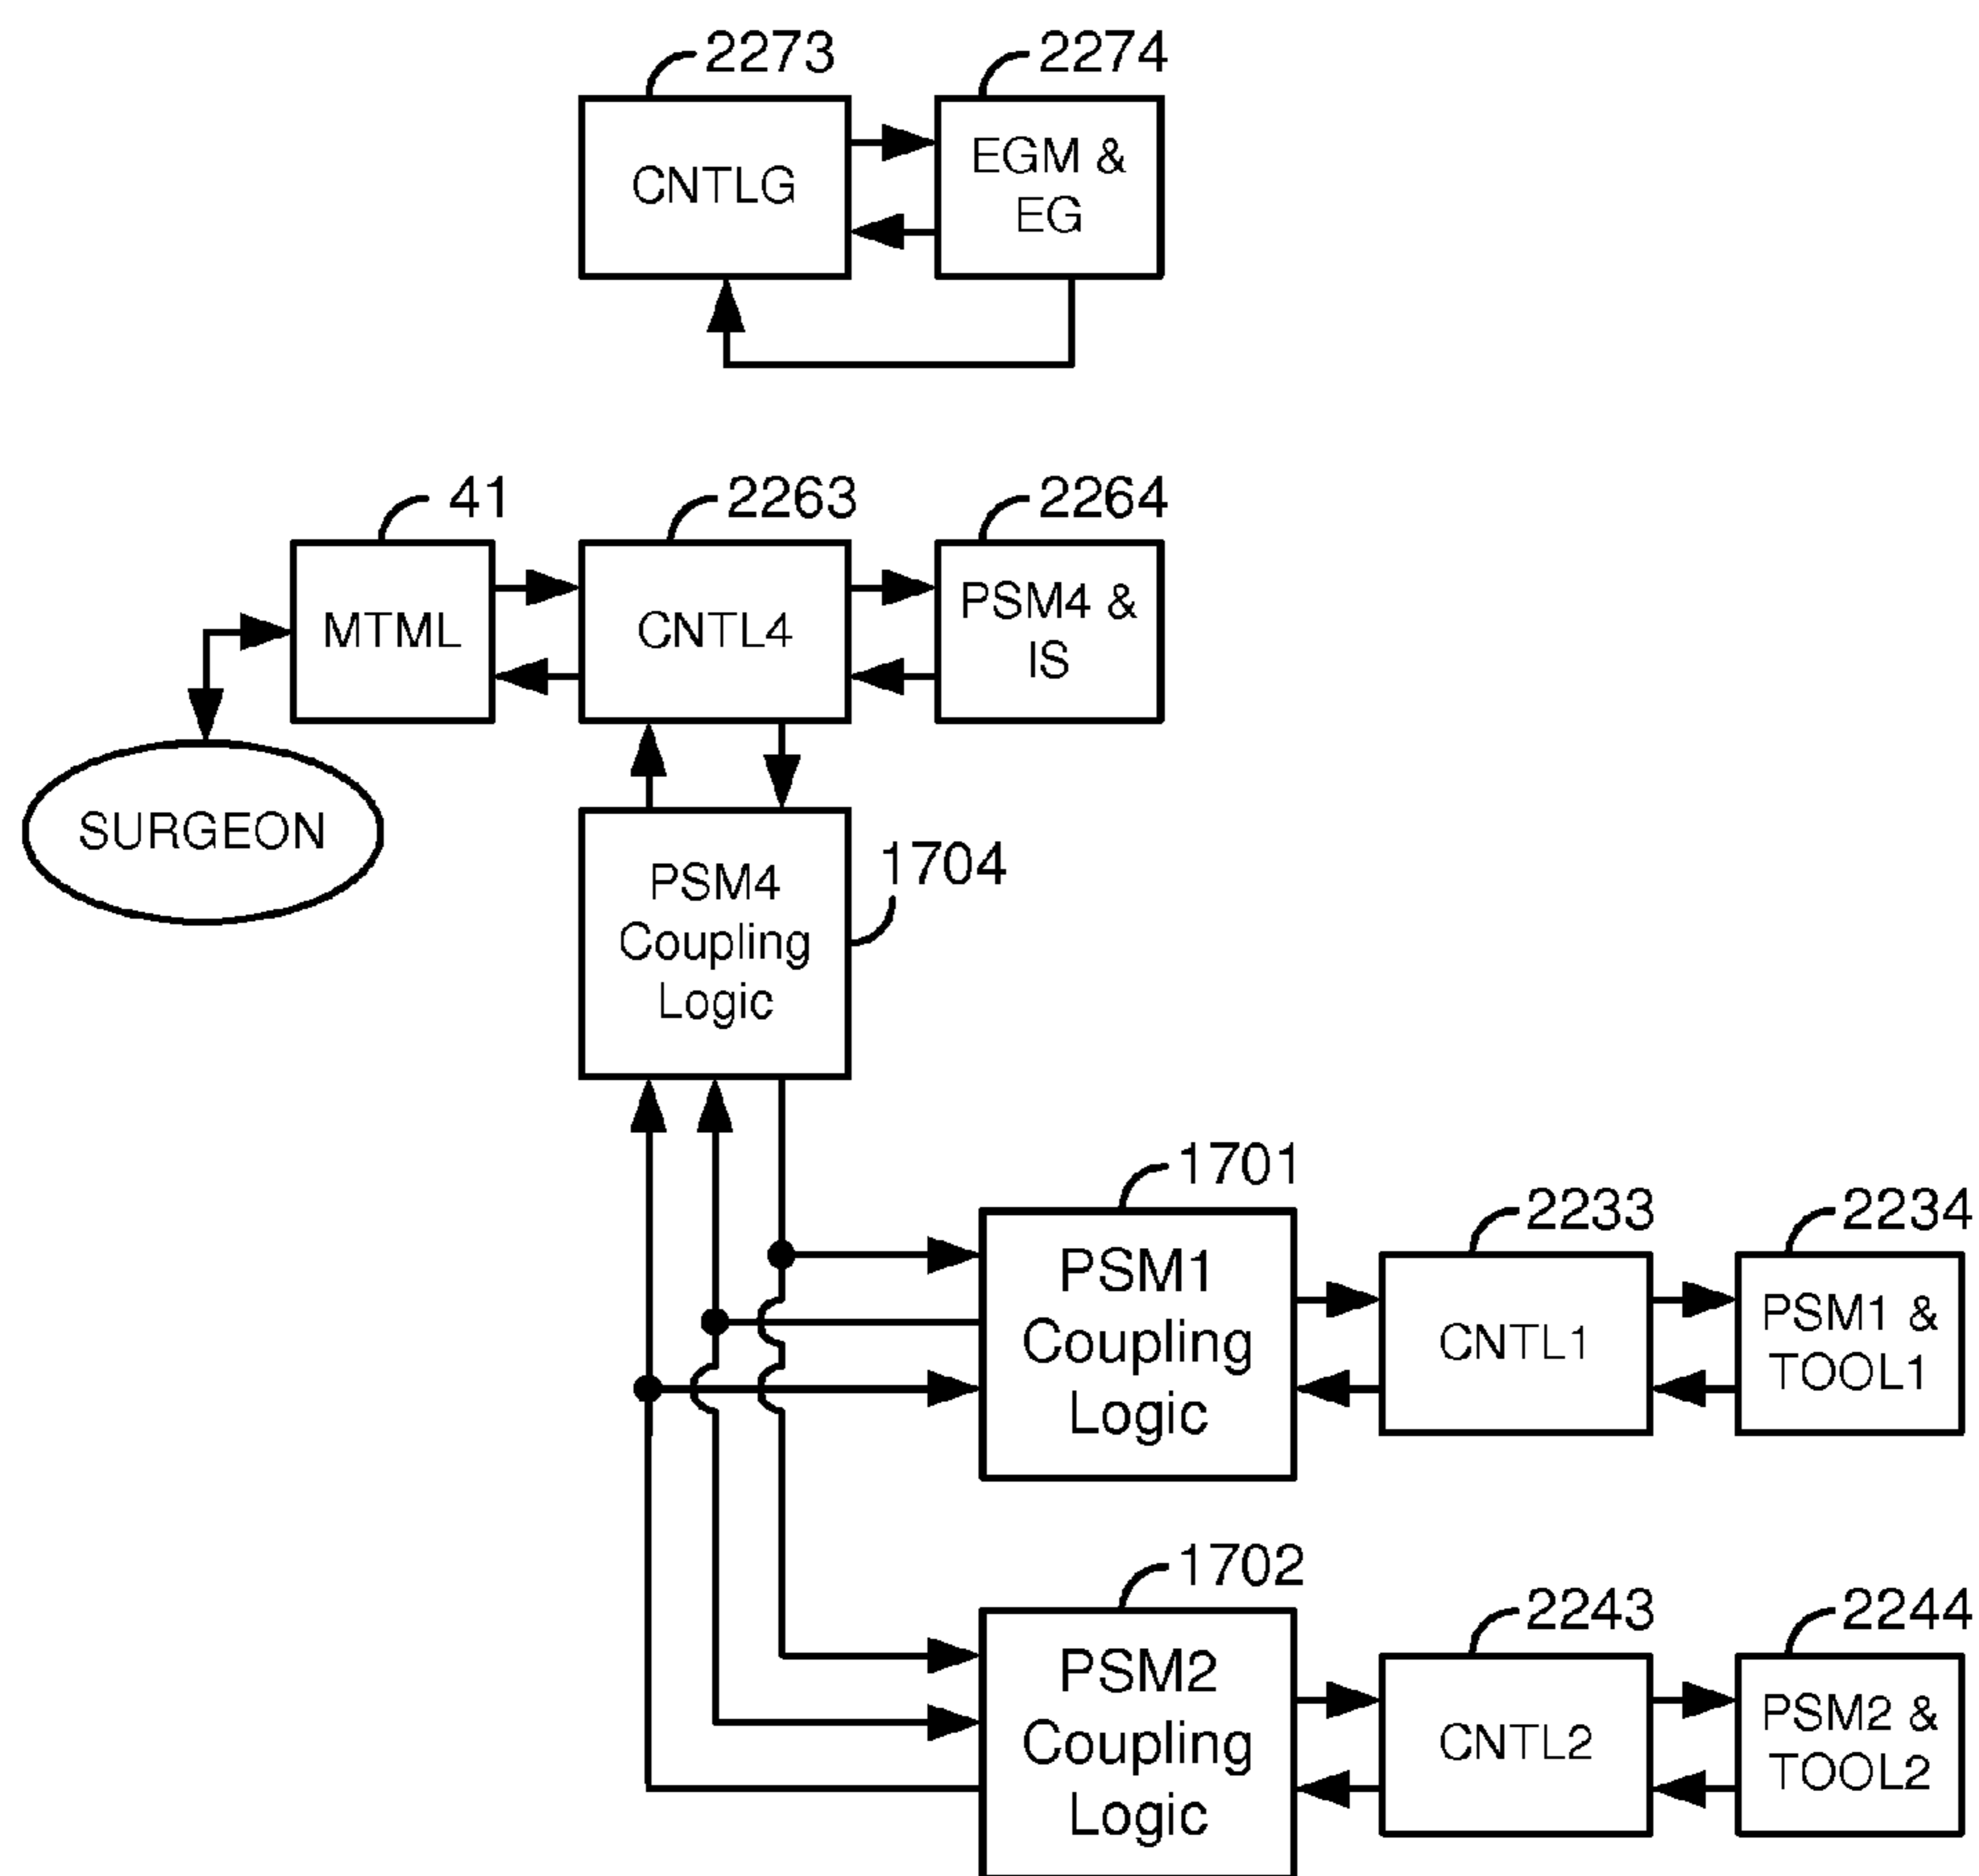 2273
2274
CNTLG
EGM &
EG
41
2263
2264
MTML
CNTL4
PSM4 &
IS
SURGEON
PSM4
Coupling
Logic
1704
1701
2233
2234
PSM1
Coupling
Logic
CNTL1
PSM1 &
TOOL1
1702
2243
2244
PSM2
Coupling
Logic
CNTL2
PSM2 &
TOOL2